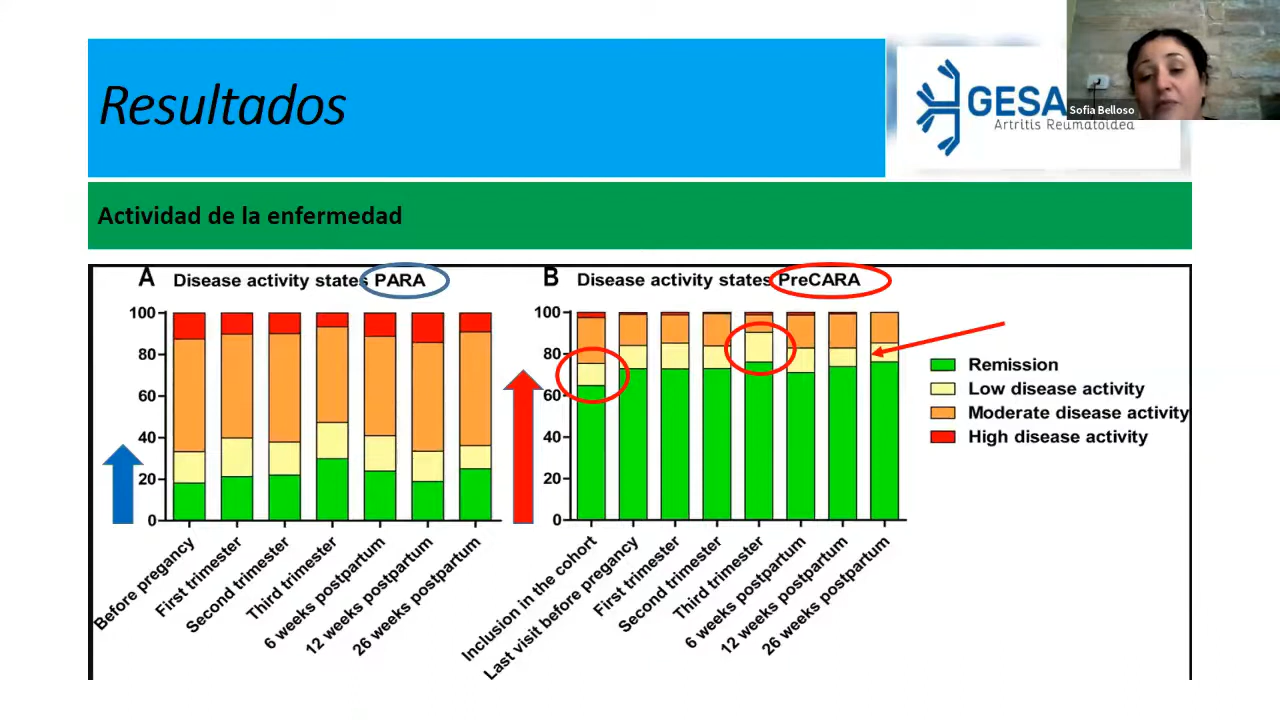 Resultados
GESA
Artritis Reumatoidea
Sofia Belloso
Actividad de la enfermedad
A Disease activity states PARA
100
80
60
40
20
0
Before pregancy
First trimester
Second trimester
Third trimester
6 weeks postpartum
12 weeks postpartum
26 weeks postpartum
B Disease activity states PreCARA
100
80
60
40
20
0
Inclusion in the cohort
Last visit before pregancy
First trimester
Second trimester
Third trimester
6 weeks postpartum
12 weeks postpartum
26 weeks postpartum
Remission
Low disease activity
Moderate disease activity
High disease activity